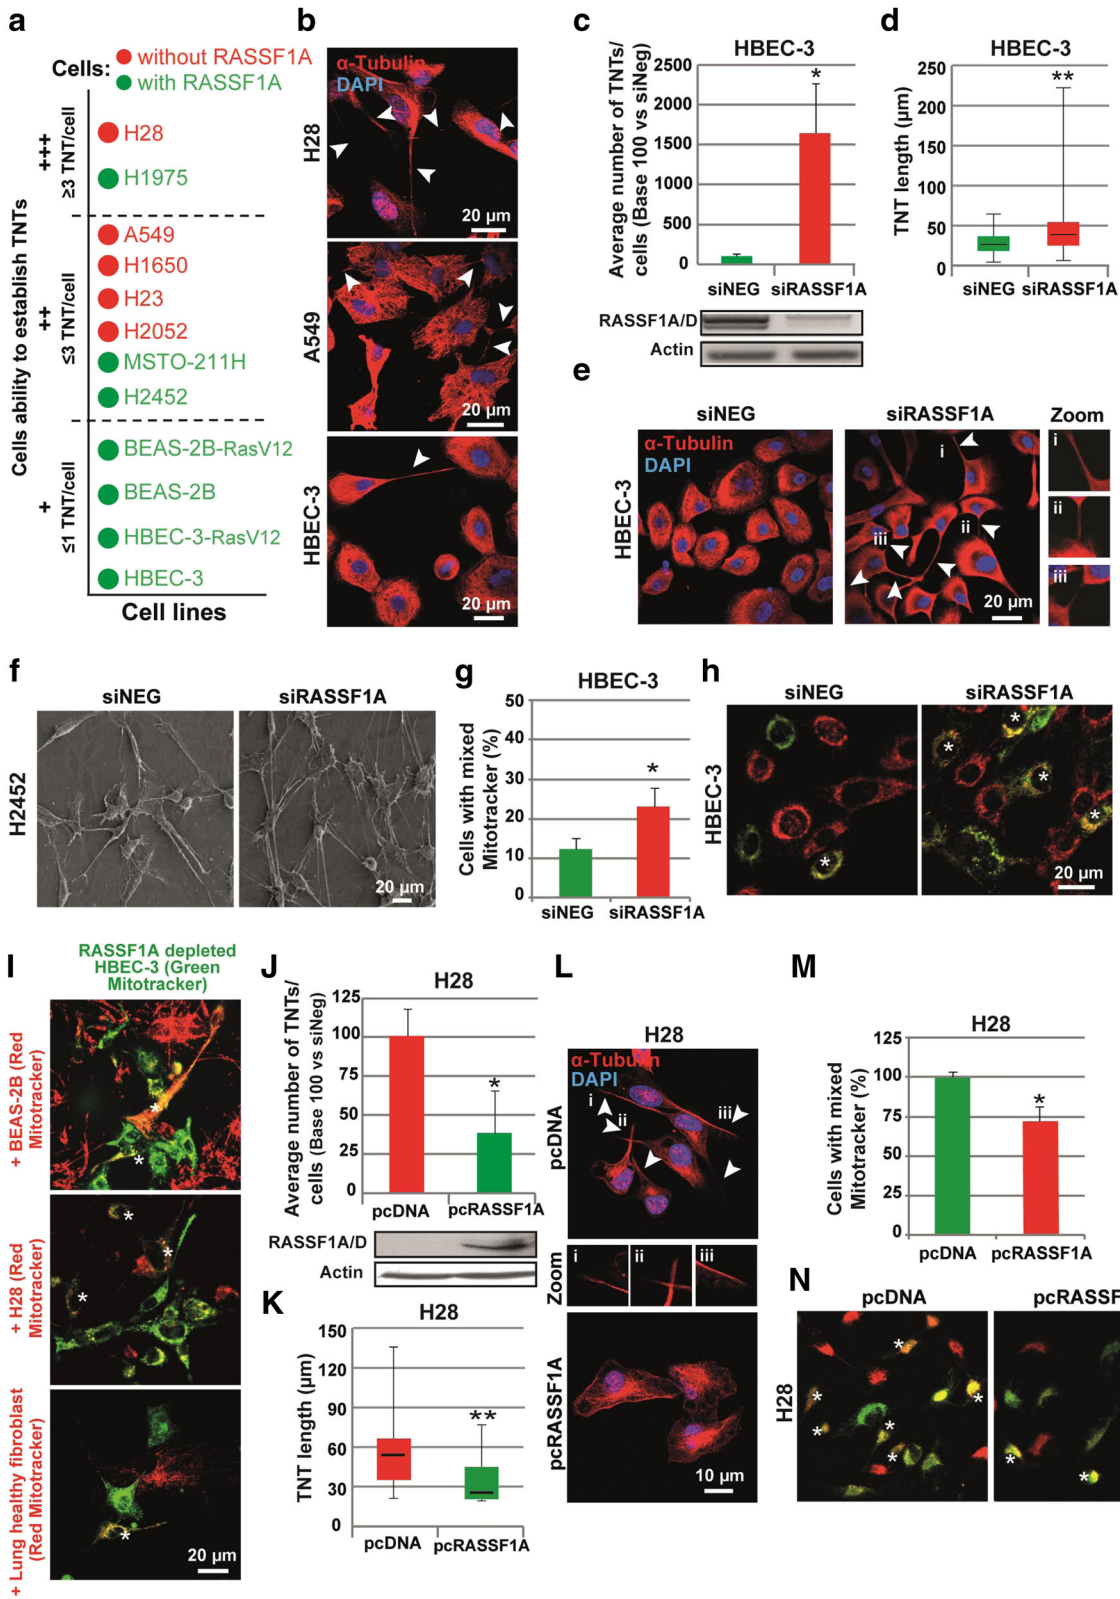 a
Cells:
without RASSF1A
with RASSF1A
Cells ability to establish TNTs
+++
≥3 TNT/cell
H28
H1975
++
≤3 TNT/cell
A549
H1650
H23
H2052
MSTO-211H
H2452
+
≤1 TNT/cell
BEAS-2B-RasV12
BEAS-2B
HBEC-3-RasV12
HBEC-3
Cell lines
b
α-Tubulin
DAPI
H28
20 µm
A549
20 µm
HBEC-3
20 µm
c
HBEC-3
Average number of TNTs/
cells (Base 100 vs siNeg)
2500
2000
1500
1000
500
0
*
siNEG siRASSF1A
RASSF1A/D
Actin
d
HBEC-3
TNT length (µm)
250
200
150
100
50
0
**
siNEG siRASSF1A
e
siNEG
siRASSF1A
Zoom
HBEC-3
α-Tubulin
DAPI
i
ii
iii
20 µm
i
ii
iii
f
siNEG
siRASSF1A
H2452
20 µm
g
HBEC-3
Cells with mixed
Mitotracker (%)
50
40
30
20
10
0
*
siNEG siRASSF1A
h
siNEG
siRASSF1A
HBEC-3
*
*
*
*
*
20 µm
I
RASSF1A depleted
HBEC-3 (Green
Mitotracker)
+ BEAS-2B (Red
Mitotracker)
*
*
+ H28 (Red
Mitotracker)
*
*
*
+ Lung healthy fibroblast
(Red Mitotracker)
*
20 µm
J
H28
Average number of TNTs/
cells (Base 100 vs siNeg)
125
100
75
50
25
0
*
pcDNA pcRASSF1A
RASSF1A/D
Actin
K
H28
TNT length (µm)
150
120
90
60
30
0
**
pcDNA pcRASSF1A
L
H28
α-Tubulin
DAPI
pcDNA
i
ii
iii
Zoom
i
ii
iii
pcRASSF1A
10 µm
M
H28
Cells with mixed
Mitotracker (%)
125
100
75
50
25
0
*
pcDNA pcRASSF1A
N
pcDNA
pcRASSF
H28
*
*
*
*
*
*
*
*